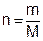 n = m/M